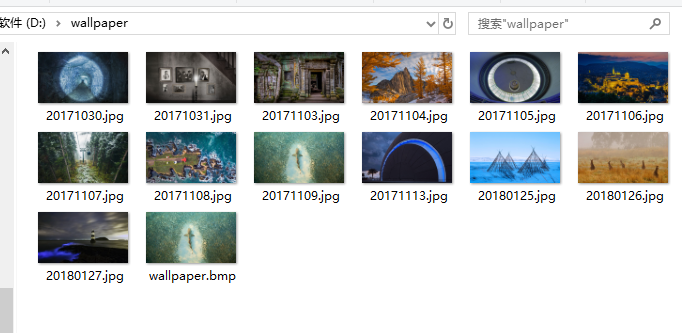 软件 (D:) › wallpaper
搜索"wallpaper"
20171030.jpg 20171031.jpg 20171103.jpg 20171104.jpg 20171105.jpg 20171106.jpg
20171107.jpg 20171108.jpg 20171109.jpg 20171113.jpg 20180125.jpg 20180126.jpg
20180127.jpg wallpaper.bmp